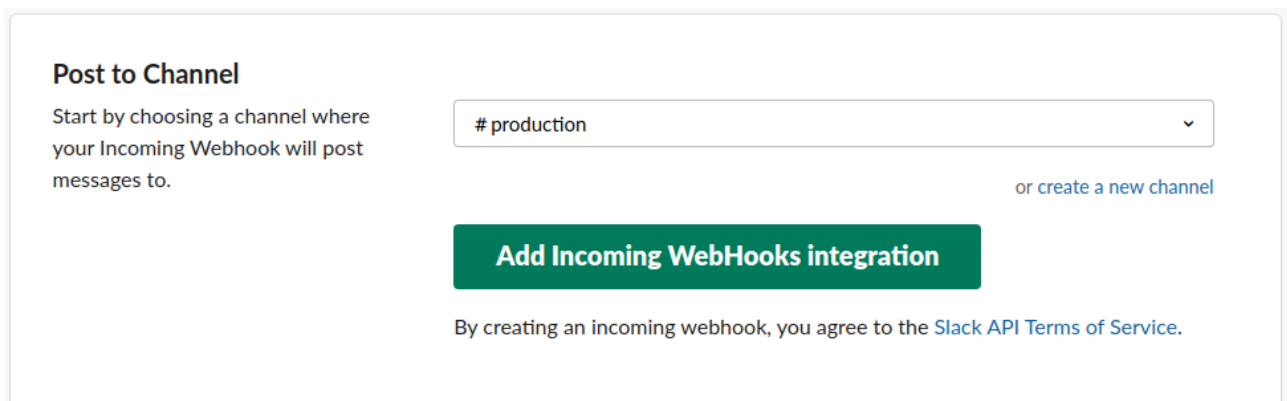 Post to Channel
Start by choosing a channel where
your Incoming Webhook will post
messages to.
# production
or create a new channel
Add Incoming WebHooks integration
By creating an incoming webhook, you agree to the Slack API Terms of Service.